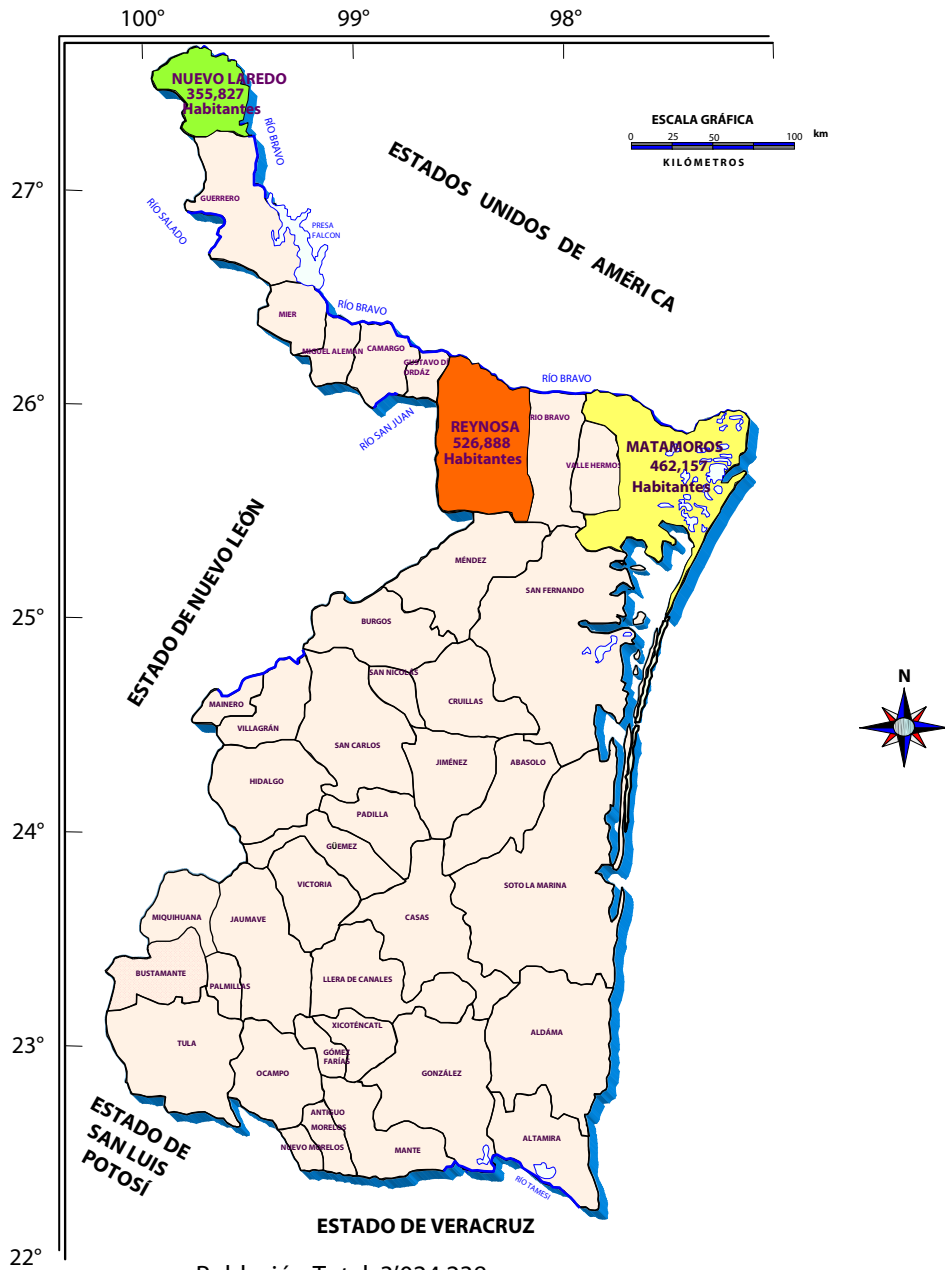 100°
99°
98°
NUEVO LAREDO
355,827
Habitantes
RÍO BRAVO
ESCALA GRÁFICA
0 25 50 100 km
KILÓMETROS
ESTADOS UNIDOS DE AMÉRICA
27°
GUERRERO
RÍO SALADO
PRESA
FALCON
MIER
RÍO BRAVO
MIGUEL ALEMAN
CAMARGO
GUSTAVO DI
ORDÁZ
RÍO BRAVO
26°
RÍO SAN JUAN
REYNOSA
526,888
Habitantes
RIO BRAVO
VALLE HERMOS
MATAMOROS
462,157
Habitantes
ESTADO DE NUEVO LEÓN
MÉNDEZ
SAN FERNANDO
25°
BURGOS
SAN NICOLÁS
CRUILLAS
MAINERO
VILLAGRÁN
SAN CARLOS
N
HIDALGO
JIMÉNEZ
ABASOLO
24°
PADILLA
GÜEMEZ
VICTORIA
SOTO LA MARINA
MIQUIHUANA
JAUMAVE
CASAS
BUSTAMANTE
PALMILLAS
LLERA DE CANALES
23°
TULA
XICOTÉNCATL
GÓMEZ
FARÍAS
ALDÁMA
OCAMPO
GONZÁLEZ
ANTIGUO
MORELOS
NUEVO MORELOS
MANTE
ALTAMIRA
RÍO TAMESI
ESTADO DE
SAN LUIS
POTOSÍ
ESTADO DE VERACRUZ
22°